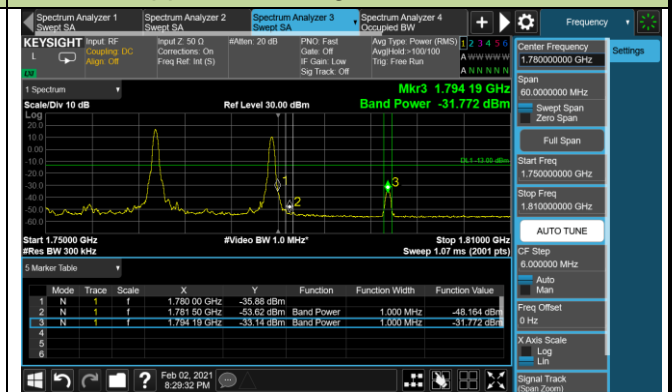 Spectrum Analyzer 1
Swept SA
Spectrum Analyzer 2
Swept SA
Spectrum Analyzer 3
Swept SA
Spectrum Analyzer 4
Occupied BW
Frequency
KEYSIGHT
L
Input: RF
Coupling: DC
Align: Off
Input Z: 50 Ω
Corrections: On
Freq Ref: Int (S)
#Atten: 20 dB
PNO: Fast
Gate: Off
IF Gain: Low
Sig Track: Off
Avg Type: Power (RMS)
Avg|Hold:>100/100
Trig: Free Run
1 2 3 4 5 6
A W W W W W
A N N N N N
1 Spectrum
Scale/Div 10 dB
Ref Level 30.00 dBm
Mkr3 1.794 19 GHz
Band Power -31.772 dBm
Log
20.0
10.0
0.00
-10.0
-20.0
-30.0
-40.0
-50.0
-60.0
DL1 -13.00 dBm
1
2
3
Start 1.75000 GHz
#Video BW 1.0 MHz*
Stop 1.81000 GHz
#Res BW 300 kHz
Sweep 1.07 ms (2001 pts)
5 Marker Table
Mode Trace Scale X Y Function Function Width Function Value
1 N 1 f 1.780 00 GHz -35.88 dBm
2 N 1 f 1.781 50 GHz -53.62 dBm Band Power 1.000 MHz -48.164 dBm
3 N 1 f 1.794 19 GHz -33.14 dBm Band Power 1.000 MHz -31.772 dBm
4
5
6
Feb 02, 2021
8:29:32 PM
Center Frequency
1.780000000 GHz
Settings
Span
60.0000000 MHz
Swept Span
Zero Span
Full Span
Start Freq
1.750000000 GHz
Stop Freq
1.810000000 GHz
AUTO TUNE
CF Step
6.000000 MHz
Auto
Man
Freq Offset
0 Hz
X Axis Scale
Log
Lin
Signal Track
(Span Zoom)